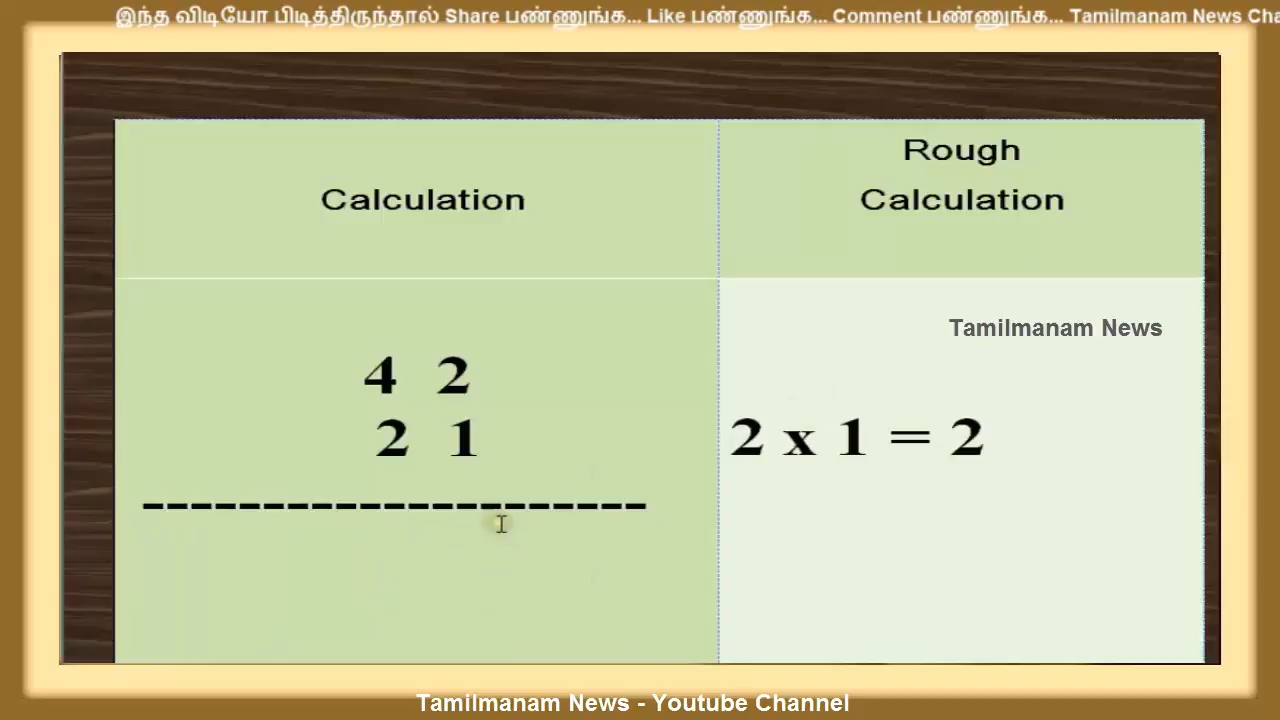 இந்த விடியோ பிடித்திருந்தால் Share பண்ணுங்க... Like பண்ணுங்க... Comment பண்ணுங்க... Tamilmanam News Cha
Rough
Calculation
Calculation
Tamilmanam News
4 2
2 1
2 x 1 = 2
---------------------
Tamilmanam News - Youtube Channel